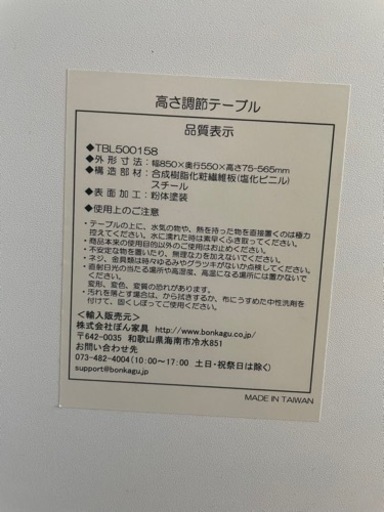 高さ調節テーブル
品質表示
◆TBL500158
◆外形寸法：幅850×奥行550×高さ75-565mm
◆構造部材：合成樹脂化粧繊維板(塩化ビニル)
スチール
◆表面加工：粉体塗装
◆使用上のご注意
・テーブルの上に、水気の物や、熱を持った物を直接置くのは極力
控えてください。水に濡れた時は素早くふき取ってください。
・商品本来の使用目的以外のご使用はお止めください。
・不安定な物を置いたり、無理な力を加えないでください。
・ネジ、金具類は時々ゆるみやグラツキがないか点検してください。
・直射日光の当たる場所や高湿度、高温になる場所には置かないで
ください。
変形、変色、変質の恐れがあります。
・汚れを落とす場合は、から拭きするか、布にうすめた中性洗剤を
付けて、固くしぼってご使用ください。
＜輸入販売元＞
株式会社ぼん家具 http://www.bonkagu.co.jp/
〒642-0035 和歌山県海南市冷水851
お問い合わせ先
073-482-4004(10:00～17:00 土日・祝祭日は除く)
support@bonkagu.jp
MADE IN TAIWAN